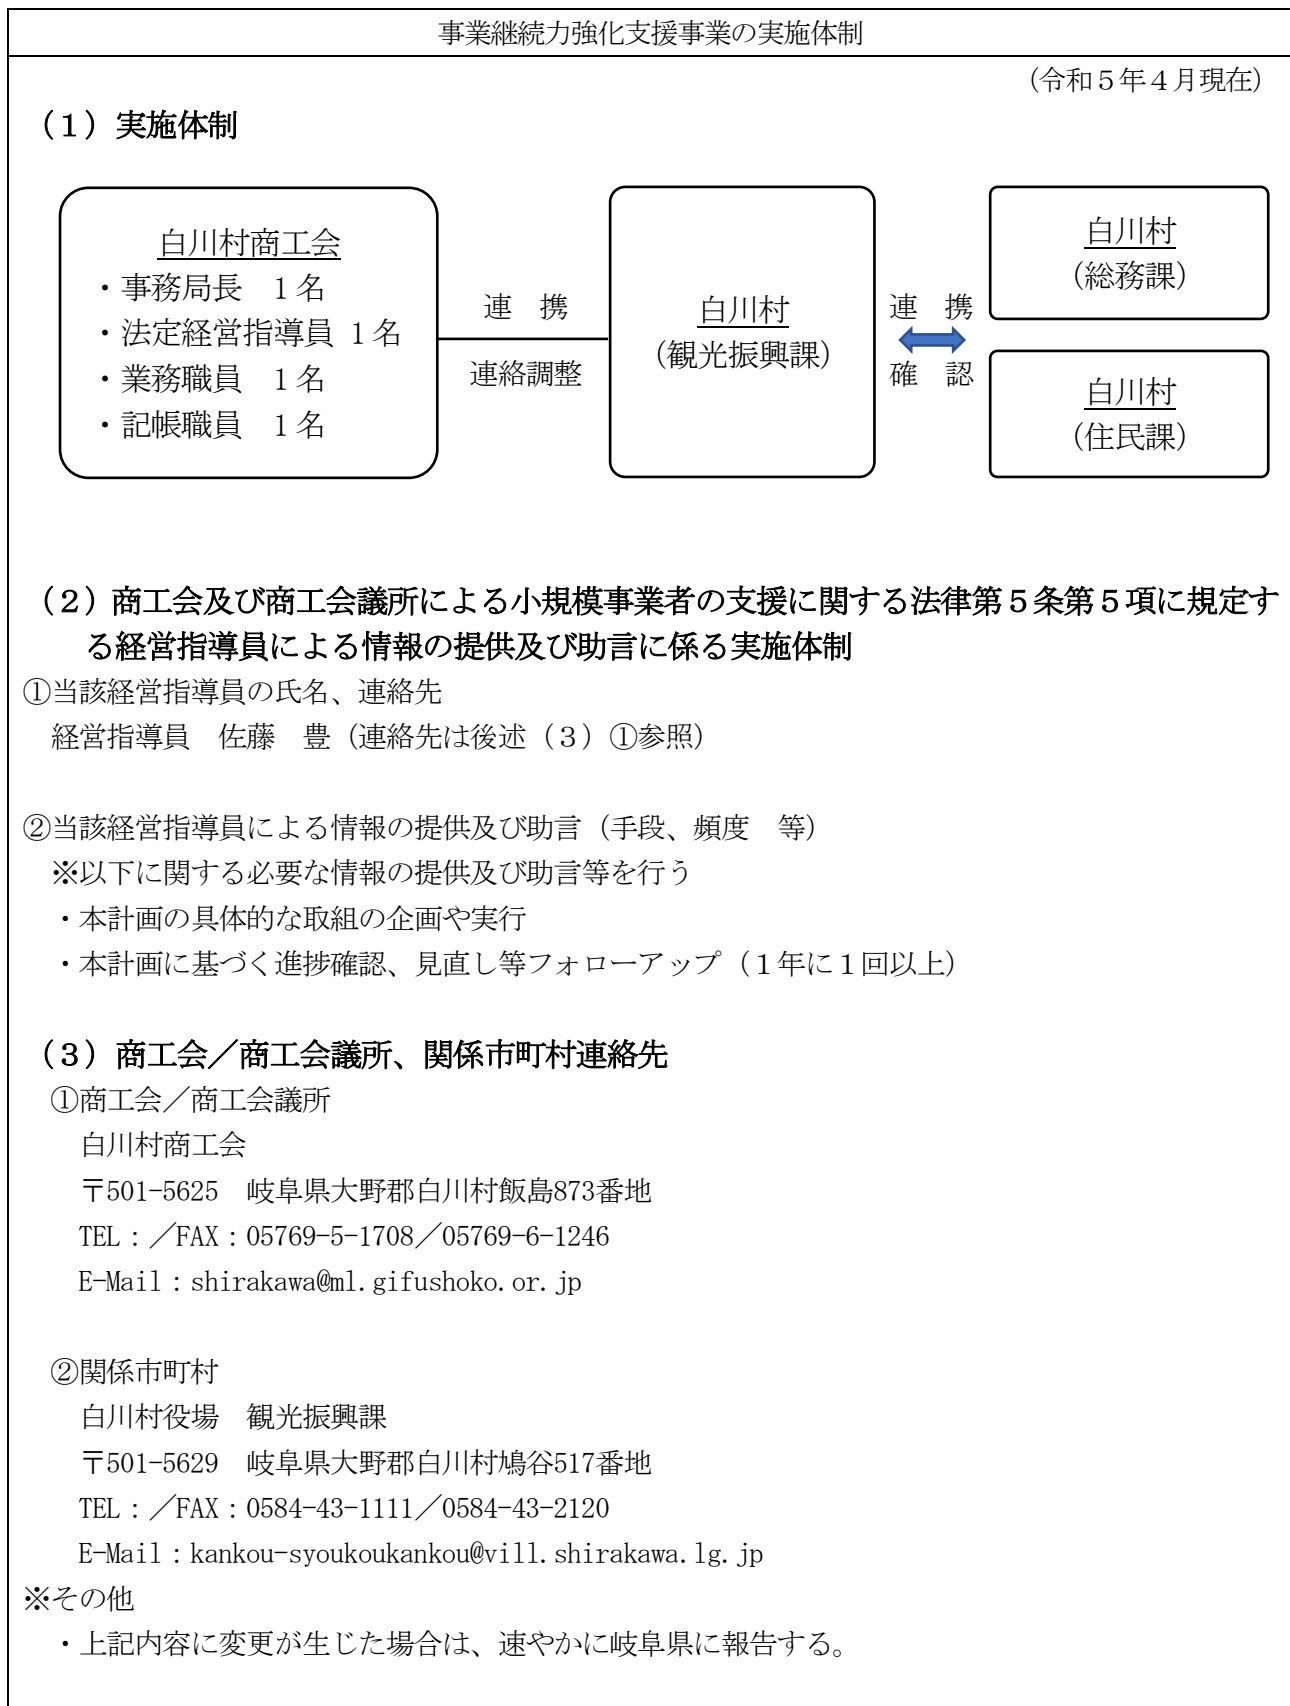 事業継続力強化支援事業の実施体制
（令和５年４月現在）
（１）実施体制
白川村商工会
・事務局長　１名
・法定経営指導員 １名
・業務職員　１名
・記帳職員　１名
連　携
連絡調整
白川村
（観光振興課）
連　携
確　認
白川村
（総務課）
白川村
（住民課）
（２）商工会及び商工会議所による小規模事業者の支援に関する法律第５条第５項に規定す
る経営指導員による情報の提供及び助言に係る実施体制
①当該経営指導員の氏名、連絡先
経営指導員　佐藤　豊（連絡先は後述（３）①参照）
②当該経営指導員による情報の提供及び助言（手段、頻度　等）
※以下に関する必要な情報の提供及び助言等を行う
・本計画の具体的な取組の企画や実行
・本計画に基づく進捗確認、見直し等フォローアップ（１年に１回以上）
（３）商工会／商工会議所、関係市町村連絡先
①商工会／商工会議所
白川村商工会
〒501-5625　岐阜県大野郡白川村飯島873番地
TEL：／FAX：05769-5-1708／05769-6-1246
E-Mail：shirakawa@ml.gifushoko.or.jp
②関係市町村
白川村役場　観光振興課
〒501-5629　岐阜県大野郡白川村鳩谷517番地
TEL：／FAX：0584-43-1111／0584-43-2120
E-Mail：kankou-syoukoukankou@vill.shirakawa.lg.jp
※その他
・上記内容に変更が生じた場合は、速やかに岐阜県に報告する。